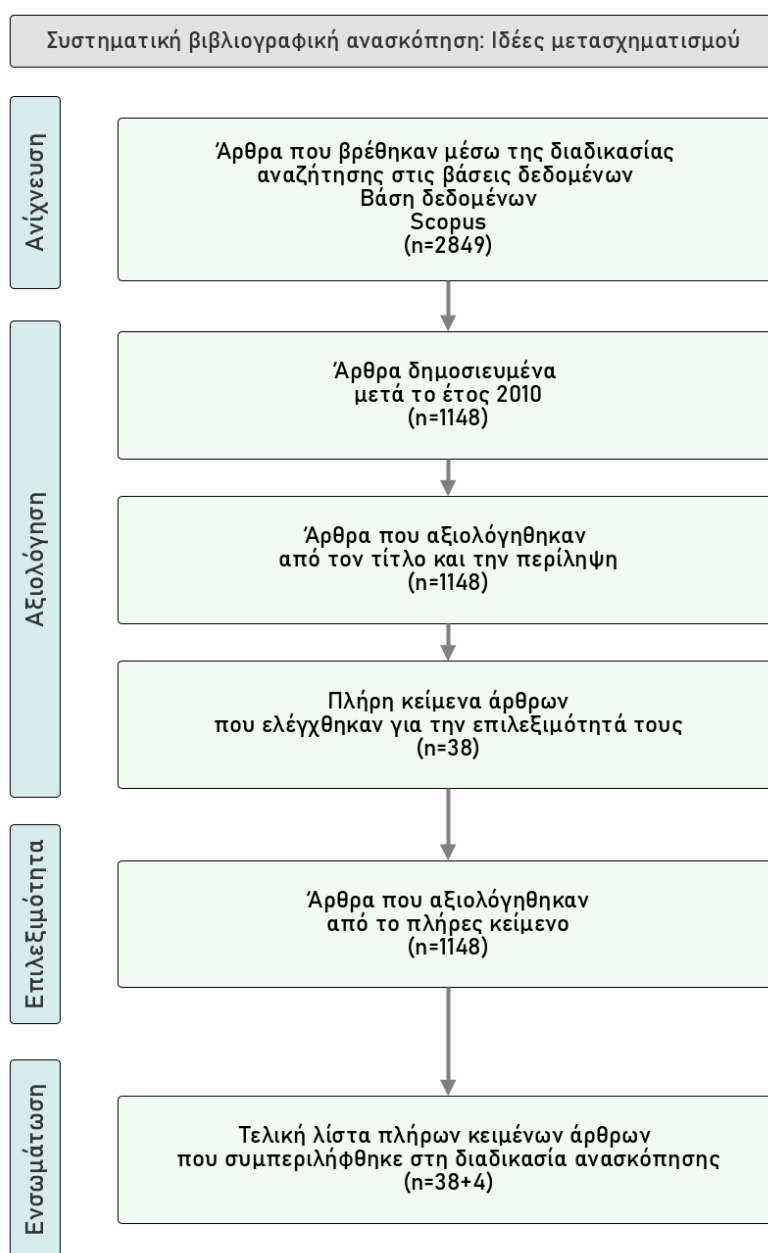 Συστηματική βιβλιογραφική ανασκόπηση: Ιδέες μετασχηματισμού
Ανίχνευση
Άρθρα που βρέθηκαν μέσω της διαδικασίας
αναζήτησης στις βάσεις δεδομένων
Βάση δεδομένων
Scopus
(n=2849)
Αξιολόγηση
Άρθρα δημοσιευμένα
μετά το έτος 2010
(n=1148)
Άρθρα που αξιολόγηθηκαν
από τον τίτλο και την περίληψη
(n=1148)
Πλήρη κείμενα άρθρων
που ελέγχθηκαν για την επιλεξιμότητά τους
(n=38)
Επιλεξιμότητα
Άρθρα που αξιολόγηθηκαν
από το πλήρες κείμενο
(n=1148)
Ενσωμάτωση
Τελική λίστα πλήρων κειμένων άρθρων
που συμπεριλήφθηκε στη διαδικασία ανασκόπησης
(n=38+4)